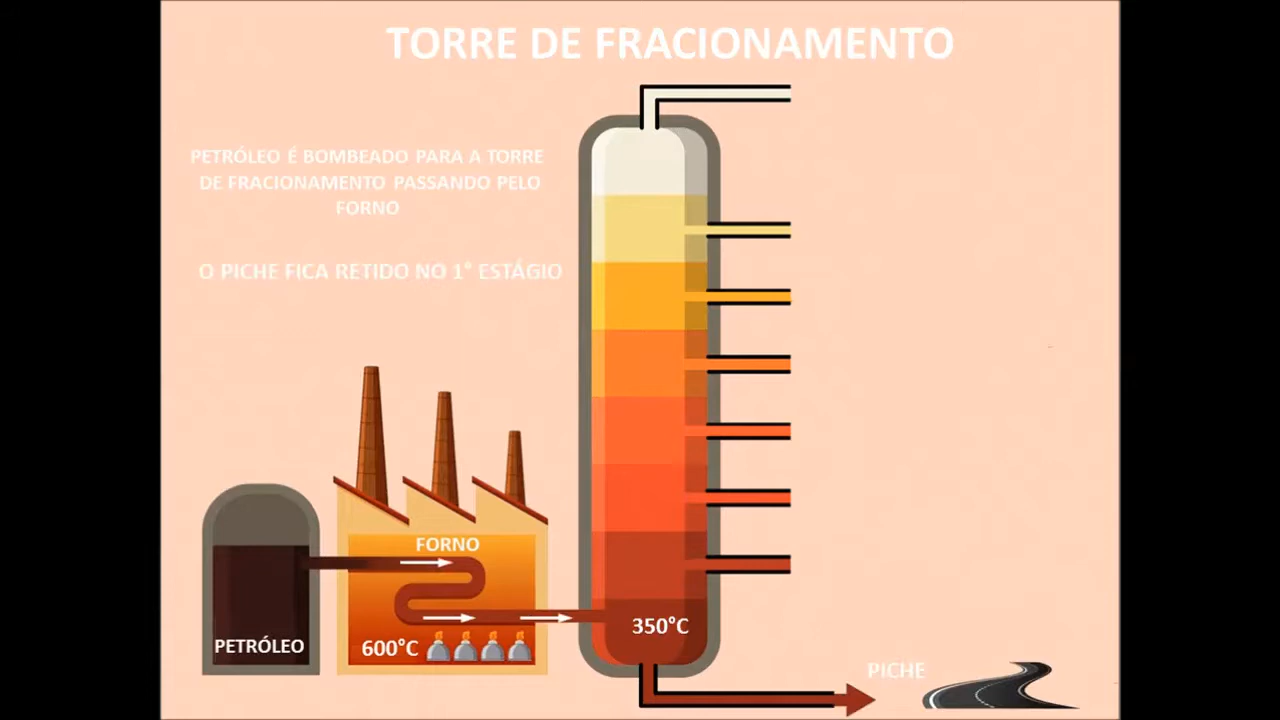 TORRE DE FRACIONAMENTO
PETRÓLEO É BOMBEADO PARA A TORRE
DE FRACIONAMENTO PASSANDO PELO
FORNO
O PICHE FICA RETIDO NO 1° ESTÁGIO
FORNO
PETRÓLEO
600°C
350°C
PICHE